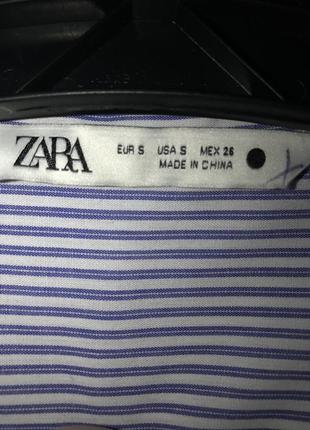 ZARA
EUR S USA S MEX 26
MADE IN CHINA